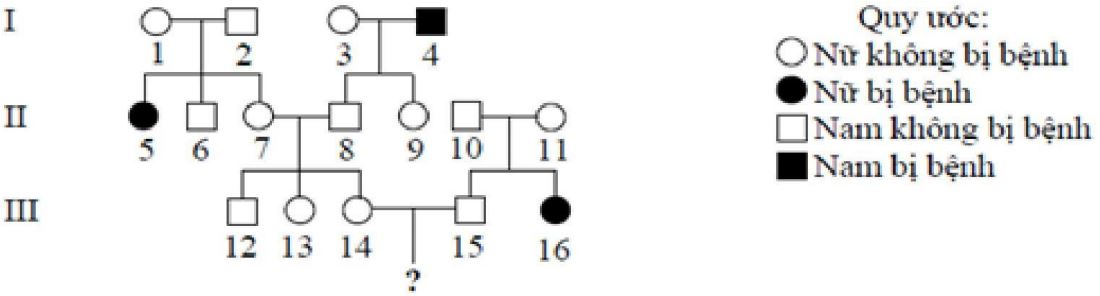 I
1 2 3 4
II
5 6 7 8 9 10 11
III
12 13 14 15 16
?
Quy ước:
Nữ không bị bệnh
Nữ bị bệnh
Nam không bị bệnh
Nam bị bệnh